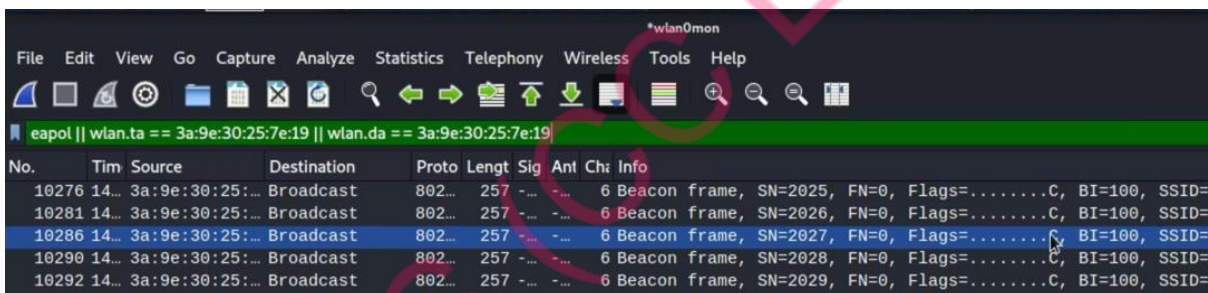 *wlan0mon
File Edit View Go Capture Analyze Statistics Telephony Wireless Tools Help
eapol || wlan.ta == 3a:9e:30:25:7e:19 || wlan.da == 3a:9e:30:25:7e:19
No. Tim Source Destination Proto Lengt Sig Ant Cha Info
10276 14… 3a:9e:30:25:… Broadcast 802… 257 -… -… 6 Beacon frame, SN=2025, FN=0, Flags=........C, BI=100, SSID=
10281 14… 3a:9e:30:25:… Broadcast 802… 257 -… -… 6 Beacon frame, SN=2026, FN=0, Flags=........C, BI=100, SSID=
10286 14… 3a:9e:30:25:… Broadcast 802… 257 -… -… 6 Beacon frame, SN=2027, FN=0, Flags=........C, BI=100, SSID=
10290 14… 3a:9e:30:25:… Broadcast 802… 257 -… -… 6 Beacon frame, SN=2028, FN=0, Flags=........C, BI=100, SSID=
10292 14… 3a:9e:30:25:… Broadcast 802… 257 -… -… 6 Beacon frame, SN=2029, FN=0, Flags=........C, BI=100, SSID=